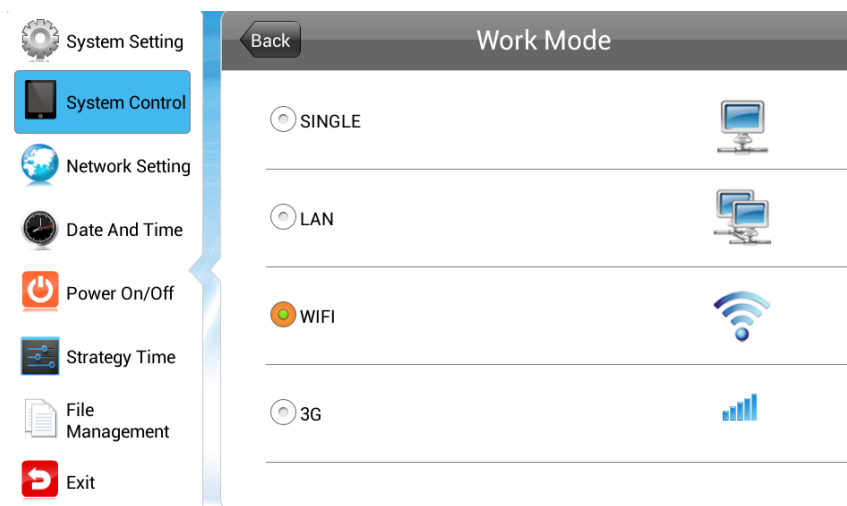 System Setting
System Control
Network Setting
Date And Time
Power On/Off
Strategy Time
File
Management
Exit
Back
Work Mode
SINGLE
LAN
WIFI
3G